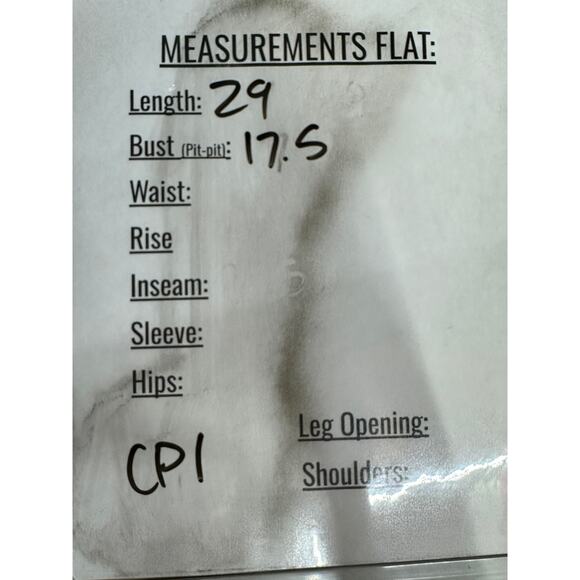 MEASUREMENTS FLAT:
Length: 29
Bust (Pit-pit): 17.5
Waist:
Rise
Inseam:
Sleeve:
Hips:
Leg Opening:
CP1
Shoulders: